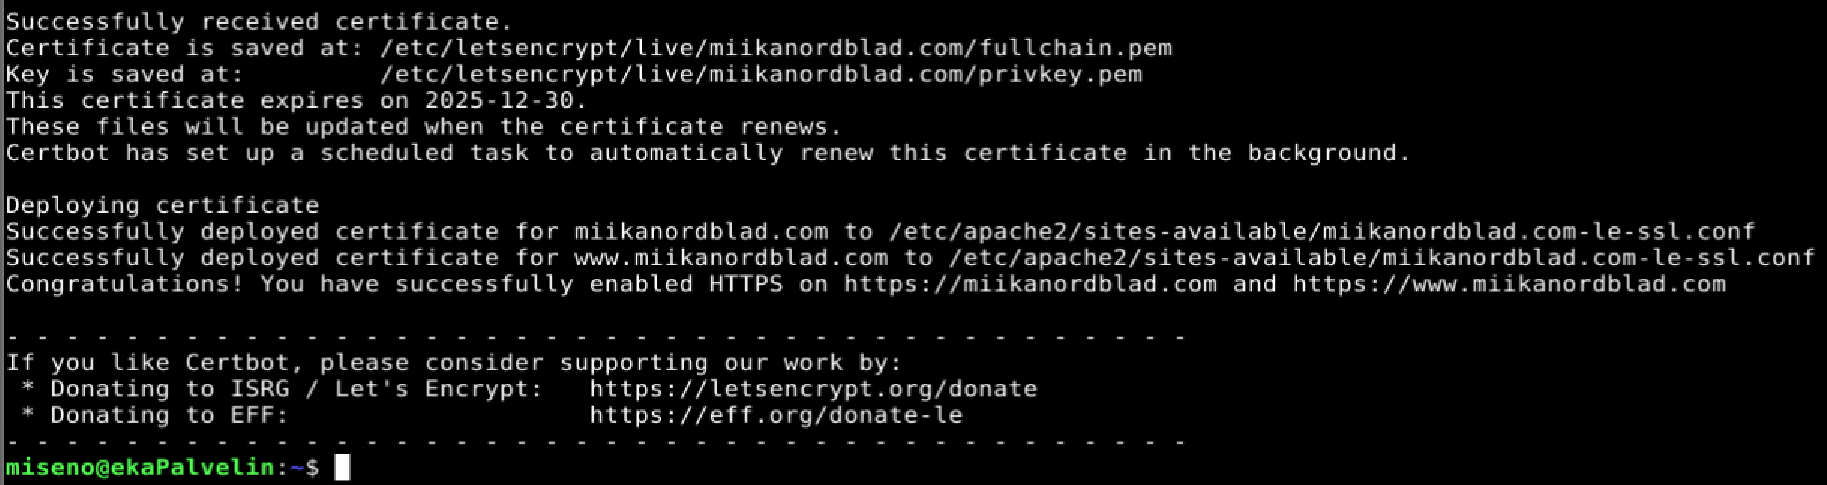 Successfully received certificate.
Certificate is saved at: /etc/letsencrypt/live/miikanordblad.com/fullchain.pem
Key is saved at:         /etc/letsencrypt/live/miikanordblad.com/privkey.pem
This certificate expires on 2025-12-30.
These files will be updated when the certificate renews.
Certbot has set up a scheduled task to automatically renew this certificate in the background.

Deploying certificate
Successfully deployed certificate for miikanordblad.com to /etc/apache2/sites-available/miikanordblad.com-le-ssl.conf
Successfully deployed certificate for www.miikanordblad.com to /etc/apache2/sites-available/miikanordblad.com-le-ssl.conf
Congratulations! You have successfully enabled HTTPS on https://miikanordblad.com and https://www.miikanordblad.com

- - - - - - - - - - - - - - - - - - - - - - - - - - - - - - - - - - - - - - - -
If you like Certbot, please consider supporting our work by:
 * Donating to ISRG / Let's Encrypt:   https://letsencrypt.org/donate
 * Donating to EFF:                    https://eff.org/donate-le
- - - - - - - - - - - - - - - - - - - - - - - - - - - - - - - - - - - - - - - -
miseno@ekaPalvelin:~$